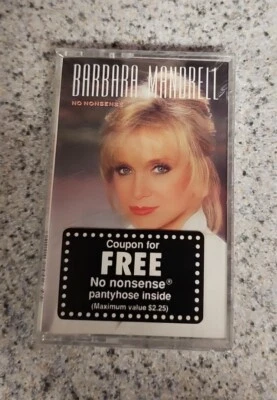 BARBARA MANDRELL
NO NONSENSE
Coupon for
FREE
No nonsense®
pantyhose inside
(Maximum value $2.25)